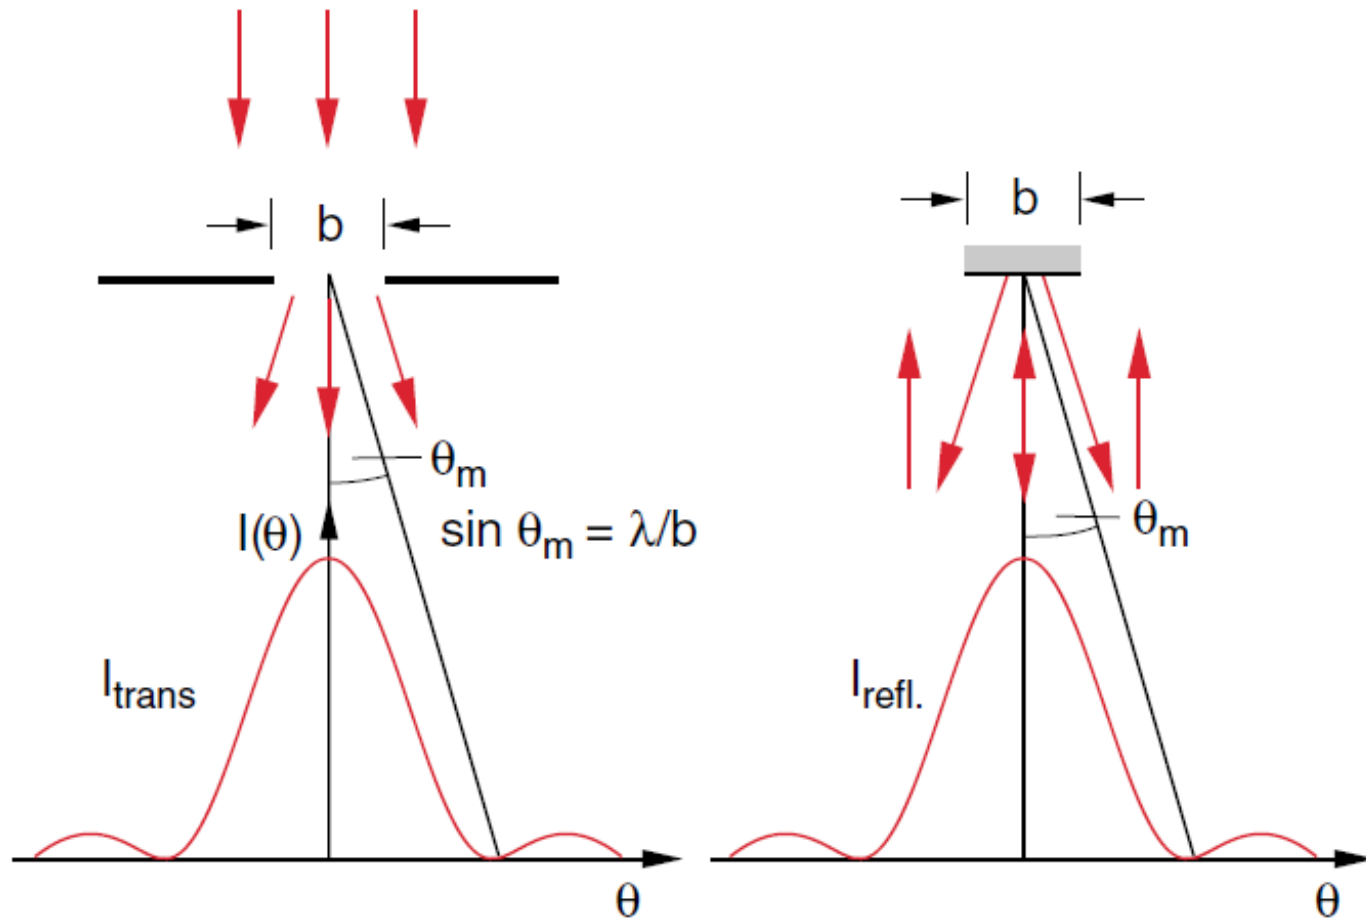 b
θm
I(θ)
sin θm = λ/b
Itrans
θ
b
θm
Irefl.
θ